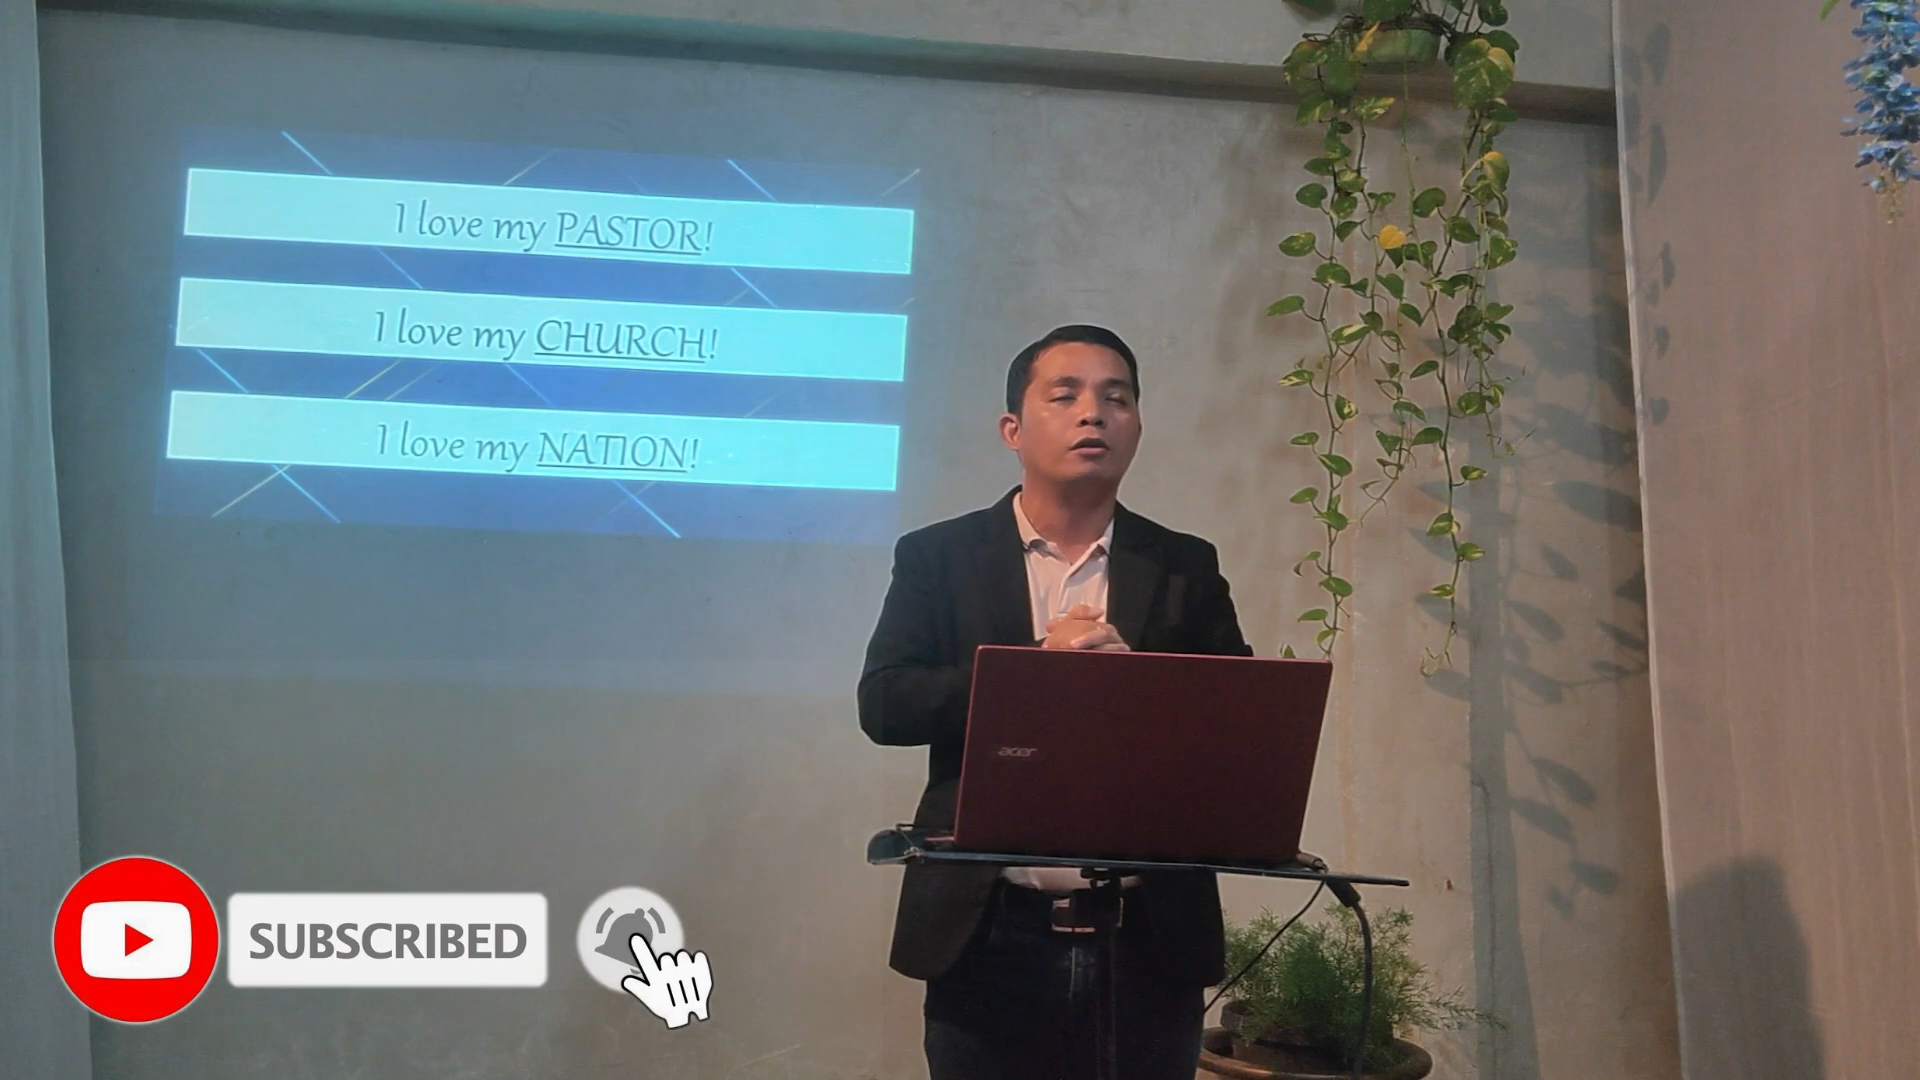 I love my PASTOR!
I love my CHURCH!
I love my NATION!
acer
SUBSCRIBED